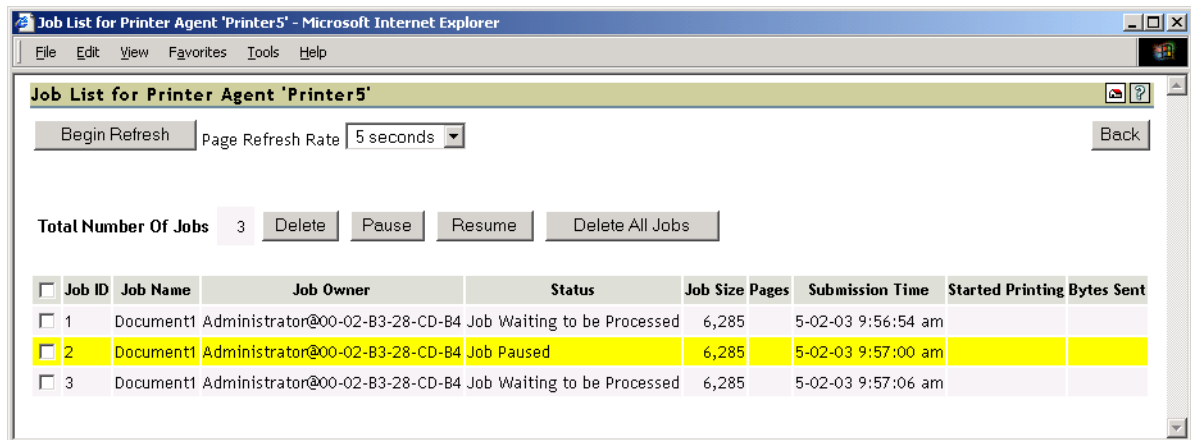 Job List for Printer Agent 'Printer5' - Microsoft Internet Explorer
File Edit View Favorites Tools Help
Job List for Printer Agent 'Printer5'
?
Begin Refresh Page Refresh Rate 5 seconds Back
Total Number Of Jobs 3 Delete Pause Resume Delete All Jobs
Job ID Job Name Job Owner Status Job Size Pages Submission Time Started Printing Bytes Sent
1 Document1 Administrator@00-02-B3-28-CD-B4 Job Waiting to be Processed 6,285 5-02-03 9:56:54 am
2 Document1 Administrator@00-02-B3-28-CD-B4 Job Paused 6,285 5-02-03 9:57:00 am
3 Document1 Administrator@00-02-B3-28-CD-B4 Job Waiting to be Processed 6,285 5-02-03 9:57:06 am